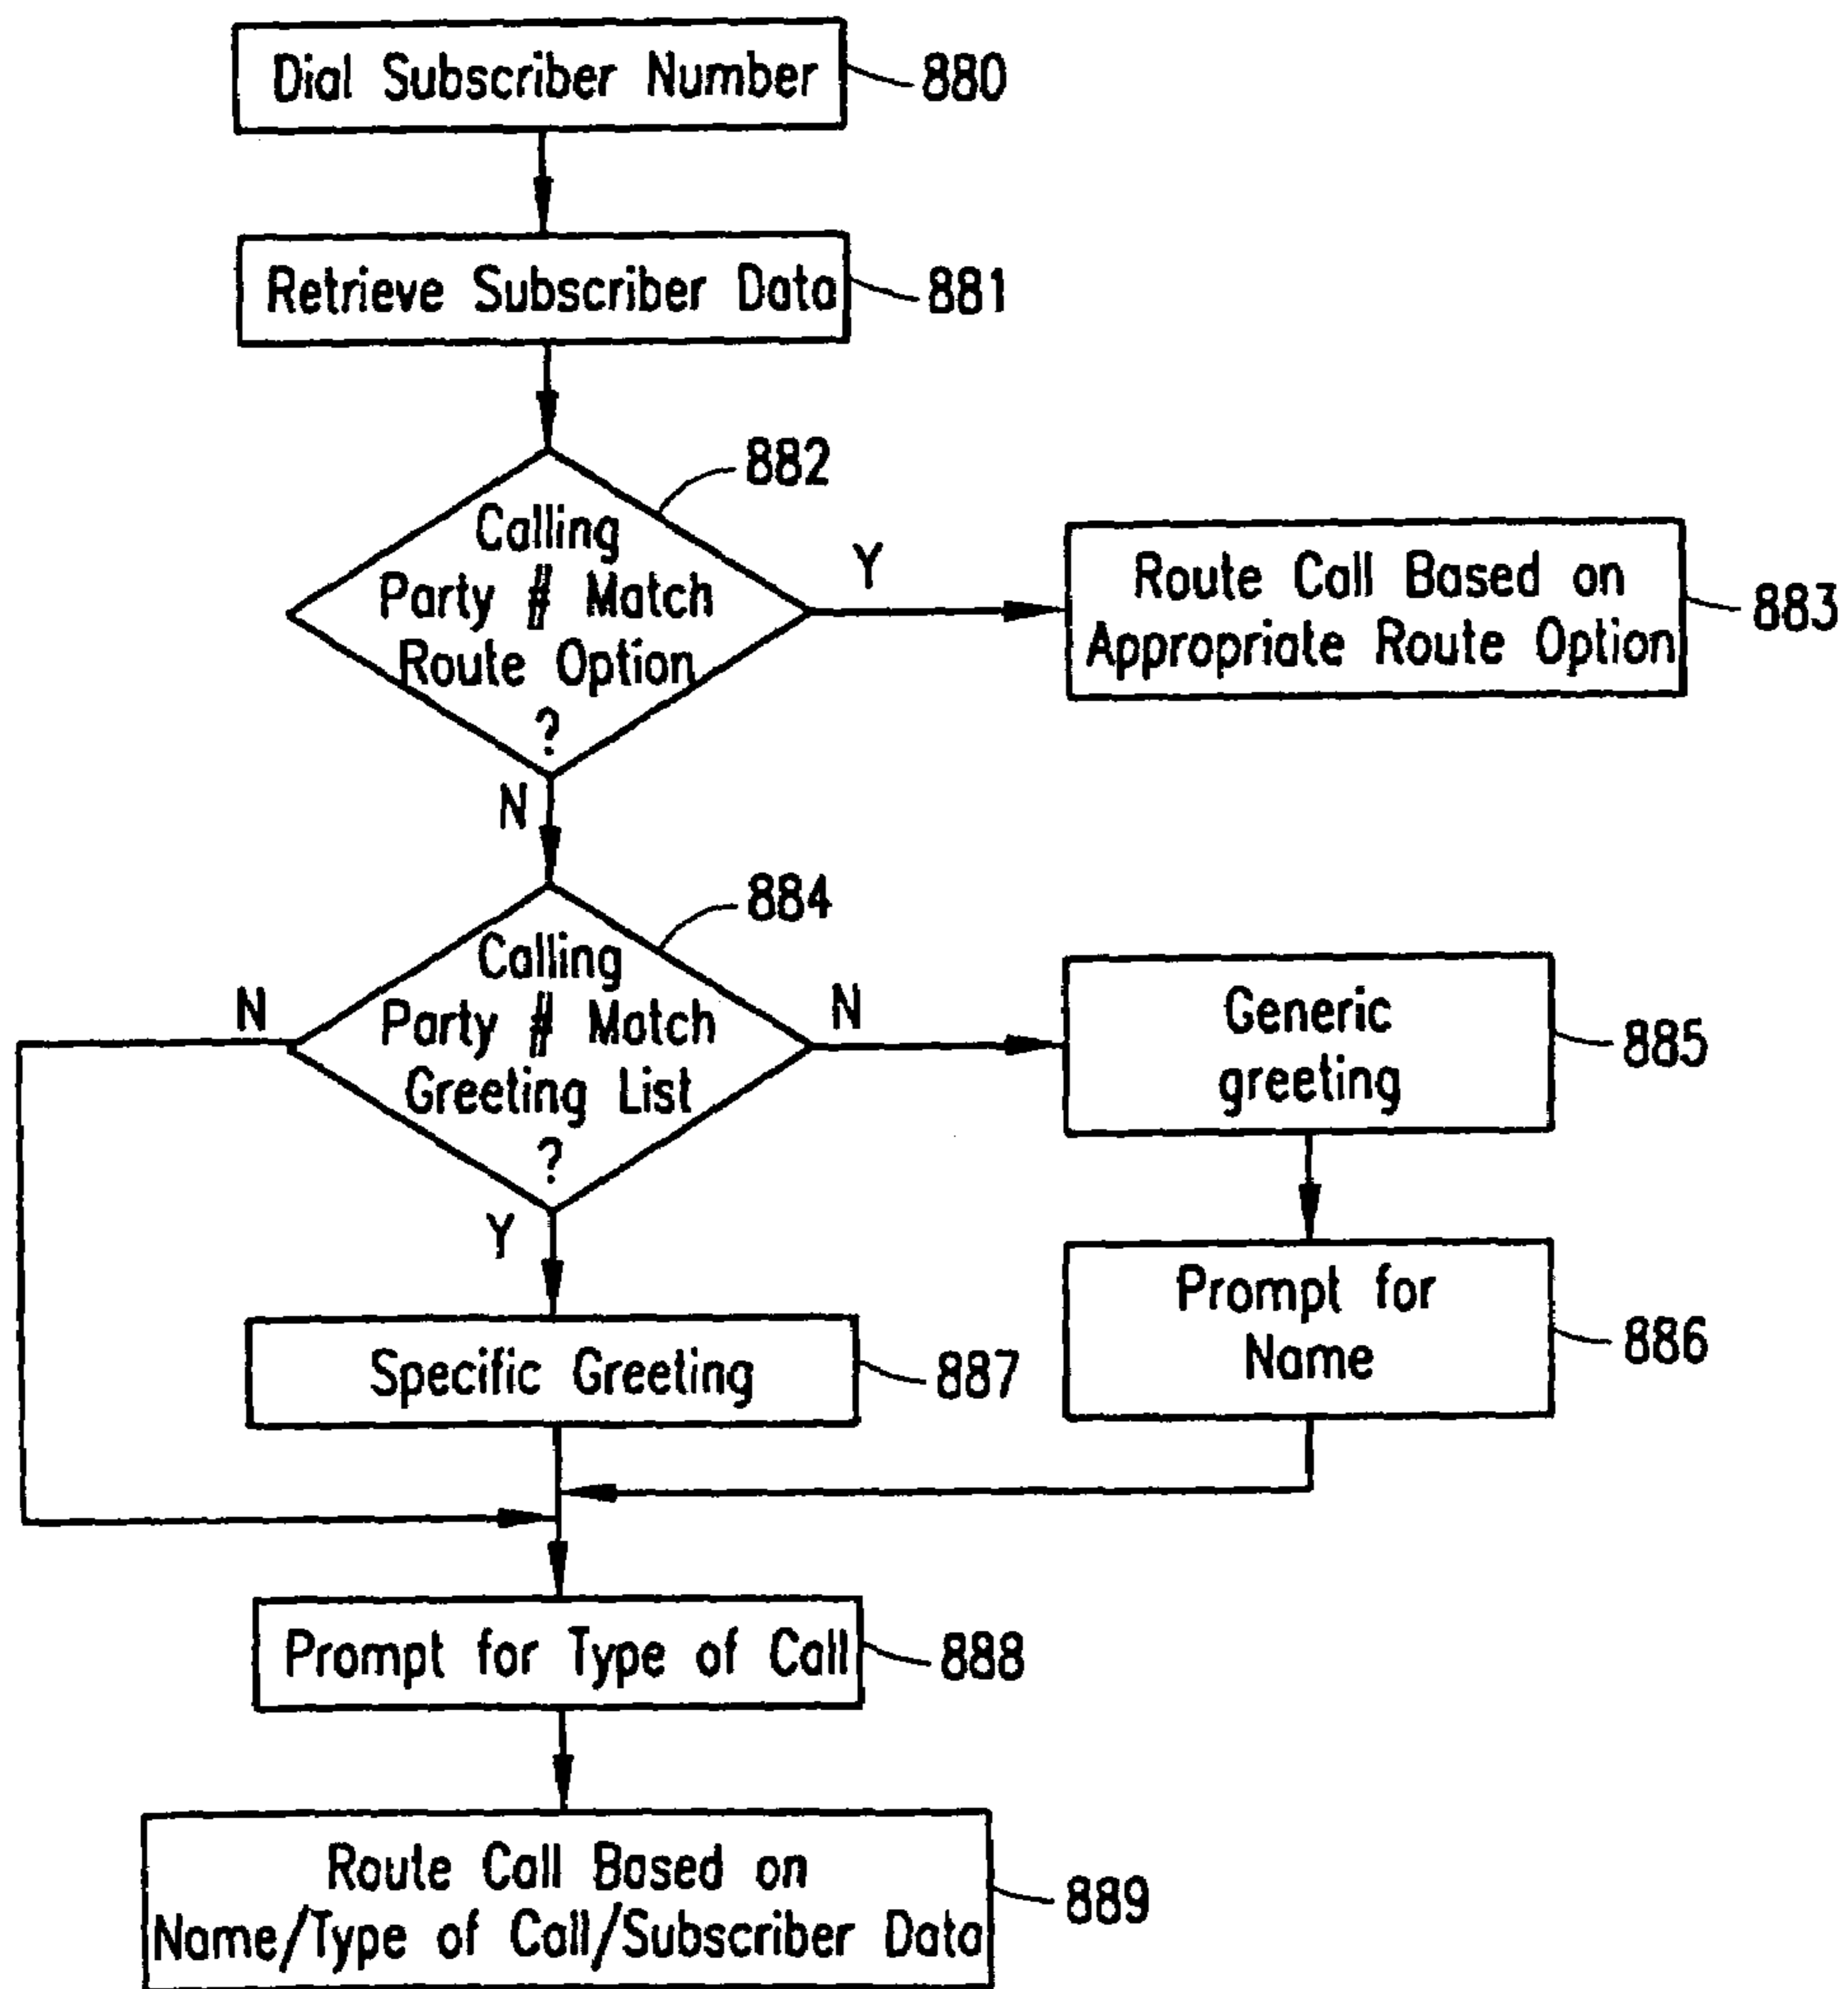 Dial Subscriber Number
880
Retrieve Subscriber Data
881
882
Calling
Party # Match
Route Option
?
Y
Route Call Based on
Appropriate Route Option
883
N
884
Calling
Party # Match
Greeting List
?
N
N
Generic
greeting
885
Y
Prompt for
Name
886
Specific Greeting
887
Prompt for Type of Call
888
Route Call Based on
Name/Type of Call/Subscriber Data
889